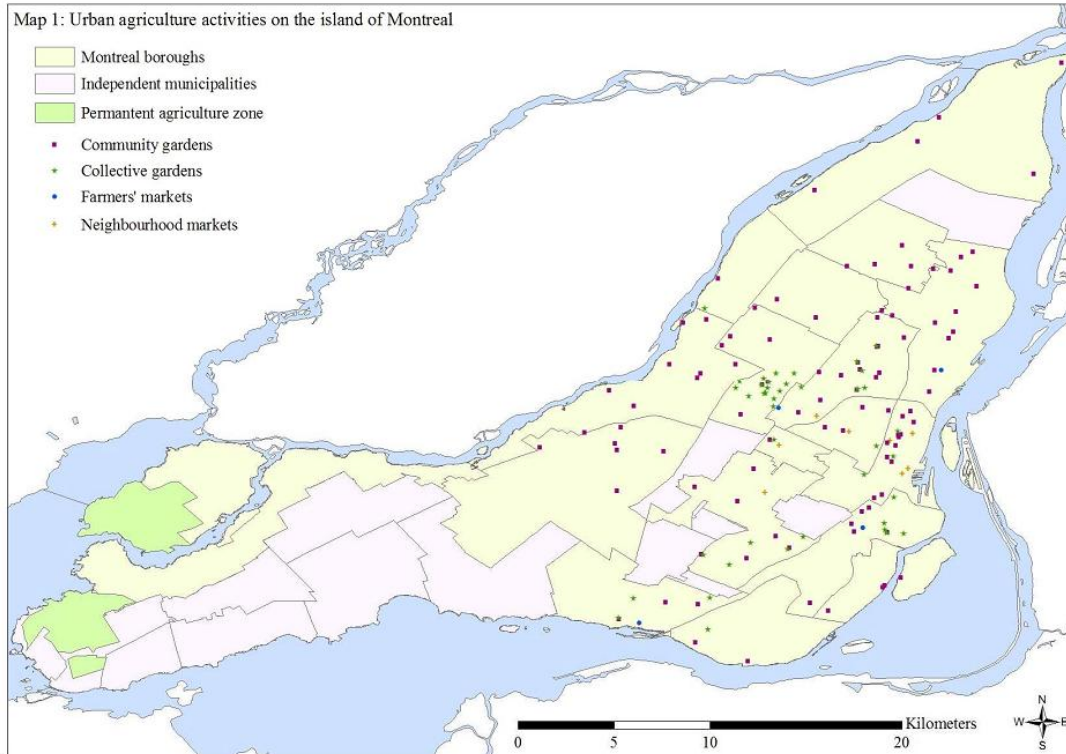 Map 1: Urban agriculture activities on the island of Montreal
Montreal boroughs
Independent municipalities
Permantent agriculture zone
Community gardens
Collective gardens
Farmers' markets
Neighbourhood markets
N
W E
S
Kilometers
0 5 10 20